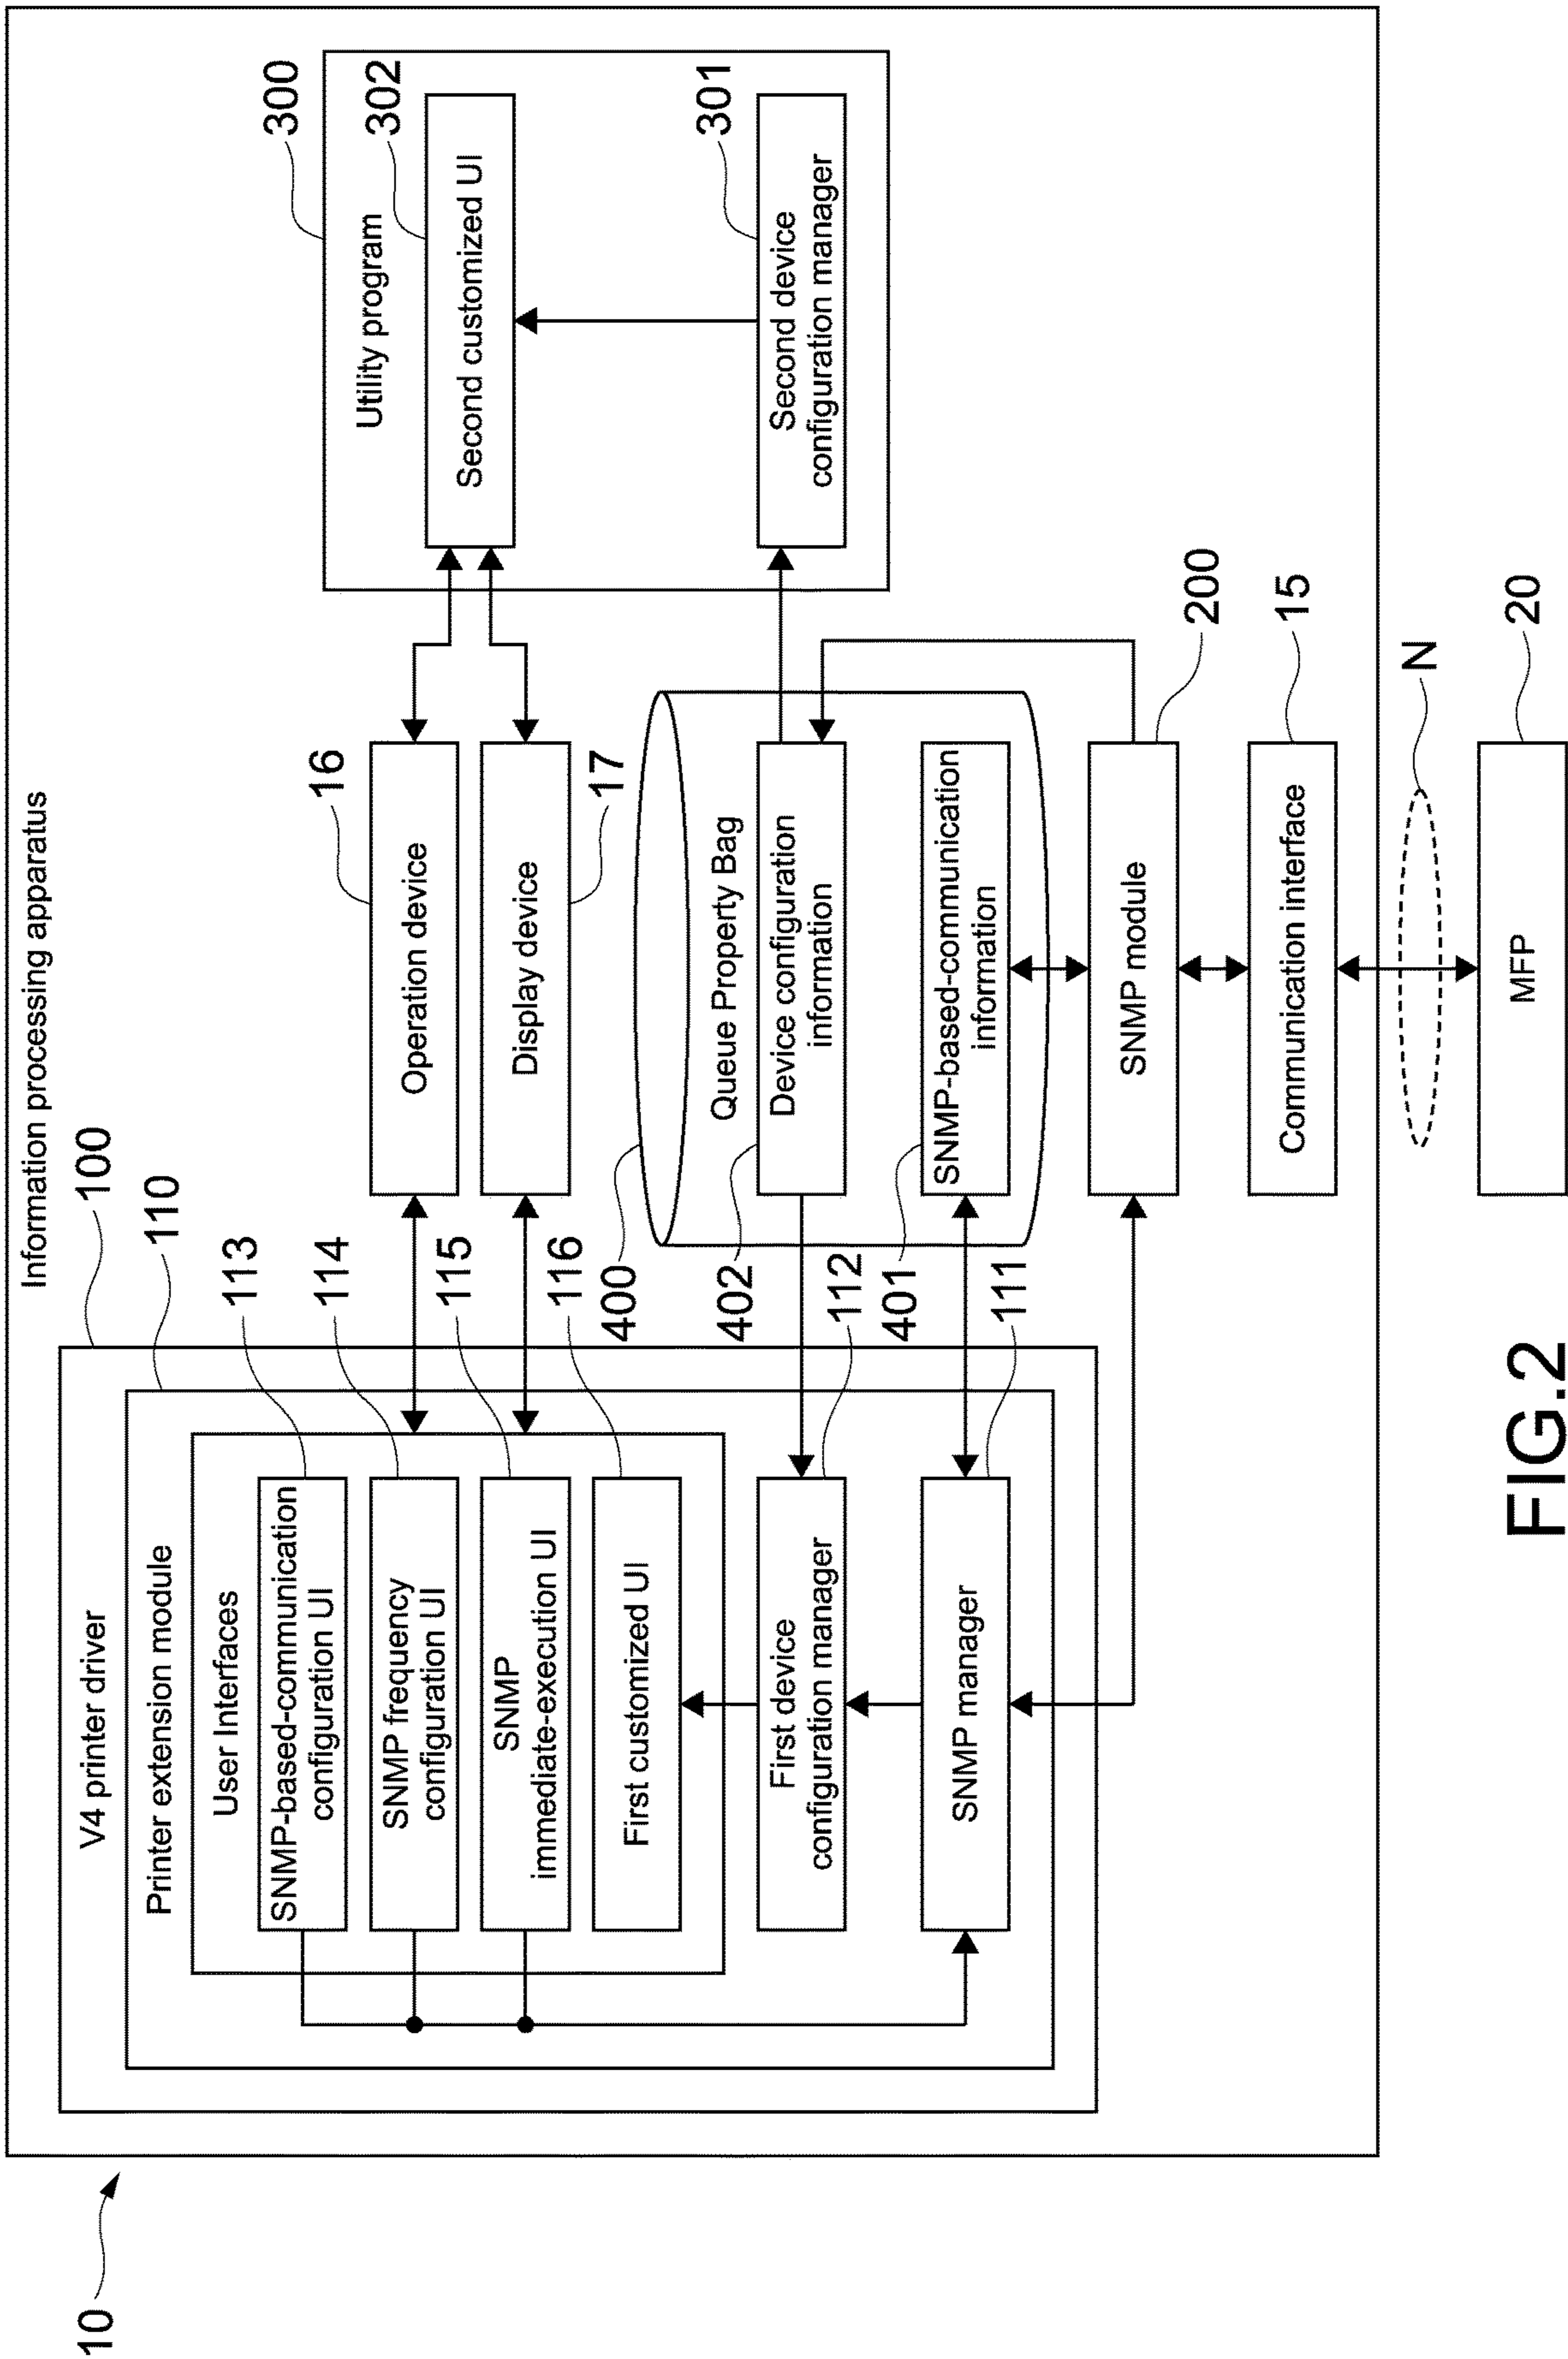 Information processing apparatus
10
100
V4 printer driver
110
Printer extension module
User Interfaces
113
SNMP-based-communication
configuration UI
114
SNMP frequency
configuration UI
115
SNMP
immediate-execution UI
116
First customized UI
112
First device
configuration manager
111
SNMP manager
16
Operation device
17
Display device
400
Queue Property Bag
402
Device configuration
information
401
SNMP-based-communication
information
200
SNMP module
15
Communication interface
N
20
MFP
300
Utility program
302
Second customized UI
301
Second device
configuration manager
FIG.2